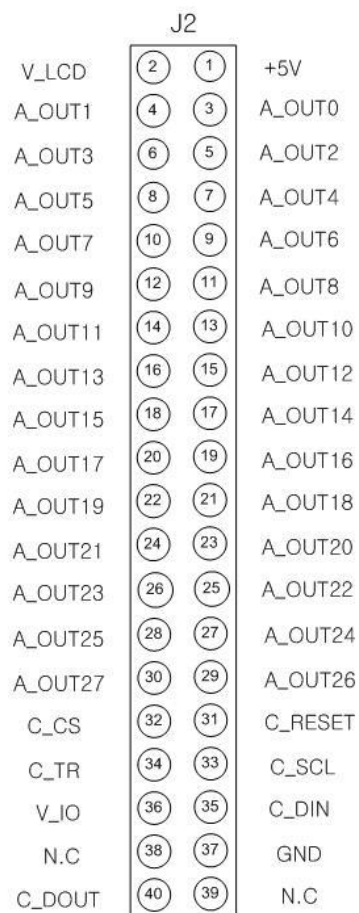 J2
V_LCD 2 1 +5V
A_OUT1 4 3 A_OUT0
A_OUT3 6 5 A_OUT2
A_OUT5 8 7 A_OUT4
A_OUT7 10 9 A_OUT6
A_OUT9 12 11 A_OUT8
A_OUT11 14 13 A_OUT10
A_OUT13 16 15 A_OUT12
A_OUT15 18 17 A_OUT14
A_OUT17 20 19 A_OUT16
A_OUT19 22 21 A_OUT18
A_OUT21 24 23 A_OUT20
A_OUT23 26 25 A_OUT22
A_OUT25 28 27 A_OUT24
A_OUT27 30 29 A_OUT26
C_CS 32 31 C_RESET
C_TR 34 33 C_SCL
V_IO 36 35 C_DIN
N.C 38 37 GND
C_DOUT 40 39 N.C